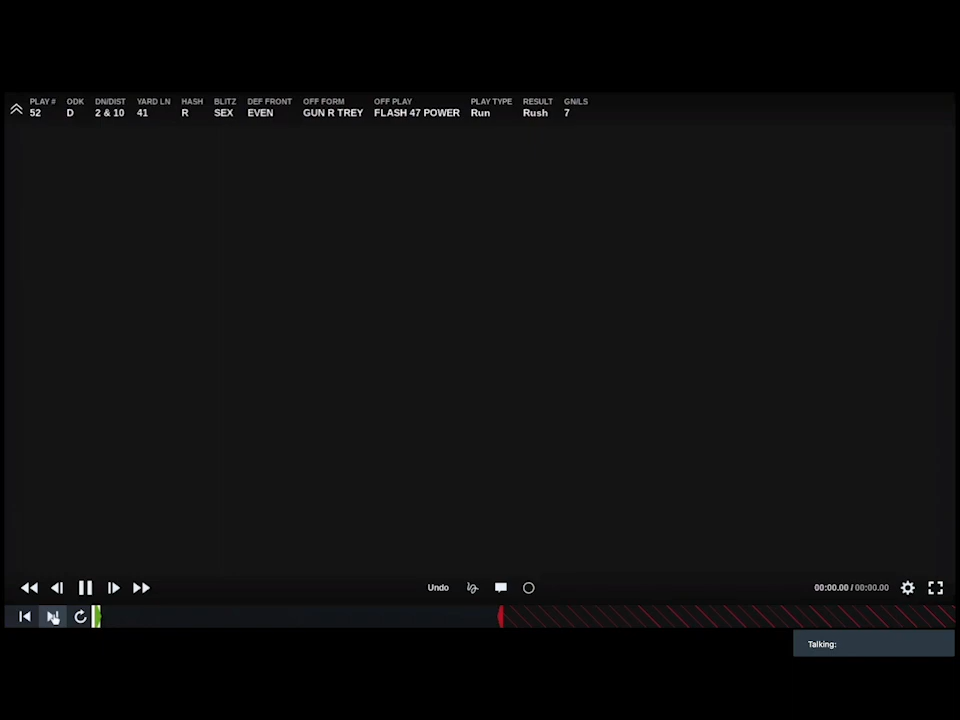 PLAY # ODK DN/DIST YARD LN HASH BLITZ DEF FRONT OFF FORM OFF PLAY PLAY TYPE RESULT GN/LS
52 D 2 & 10 41 R SEX EVEN GUN R TREY FLASH 47 POWER Run Rush 7
Undo 00:00.00 / 00:00.00
Talking: